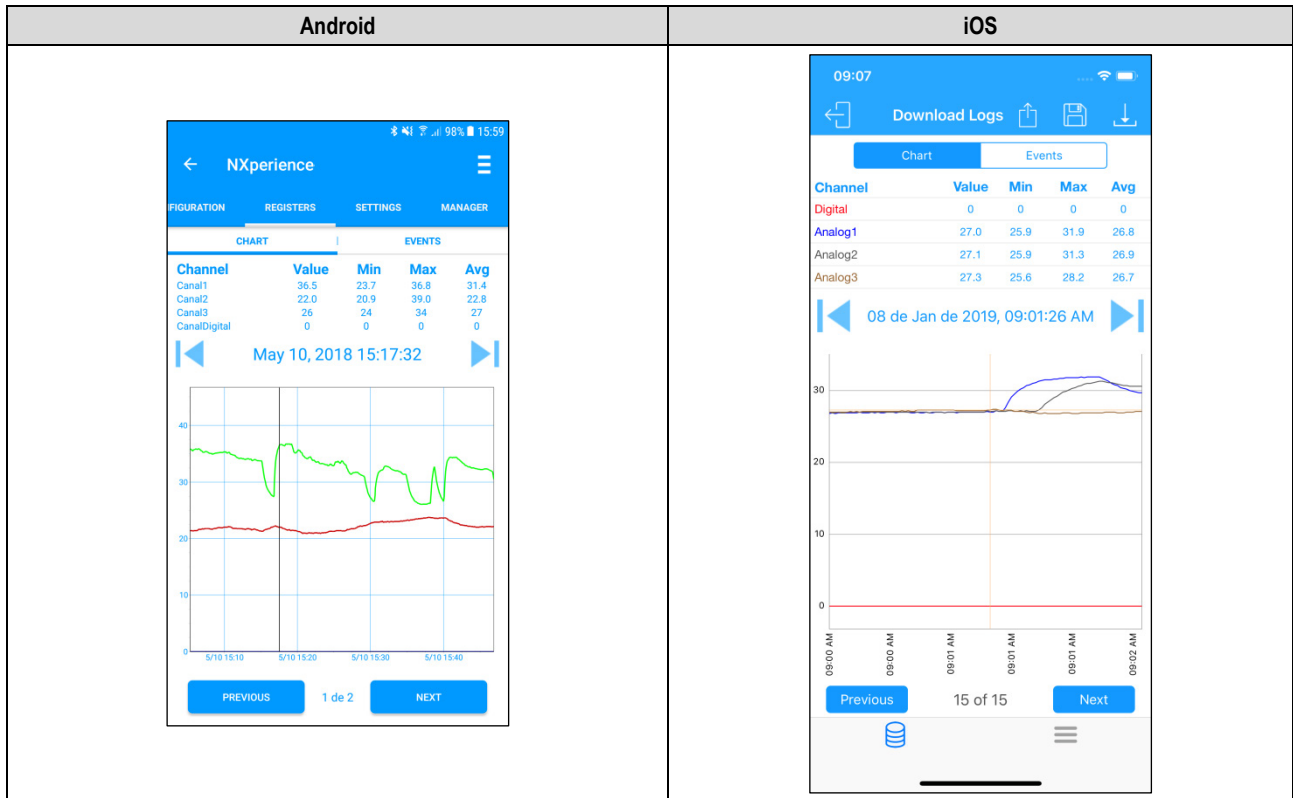 Android
iOS
98% 15:59
NXperience
FIGURATION REGISTERS SETTINGS MANAGER
CHART EVENTS
Channel Value Min Max Avg
Canal1 36.5 23.7 36.8 31.4
Canal2 22.0 20.9 39.0 22.8
Canal3 26 24 34 27
CanalDigital 0 0 0 0
May 10, 2018 15:17:32
40
30
20
10
0
5/10 15:10 5/10 15:20 5/10 15:30 5/10 15:40
PREVIOUS 1 de 2 NEXT
09:07
Download Logs
Chart Events
Channel Value Min Max Avg
Digital 0 0 0 0
Analog1 27.0 25.9 31.9 26.8
Analog2 27.1 25.9 31.3 26.9
Analog3 27.3 25.6 28.2 26.7
08 de Jan de 2019, 09:01:26 AM
30
20
10
0
09:00 AM 09:00 AM 09:01 AM 09:01 AM 09:01 AM 09:02 AM
Previous 15 of 15 Next